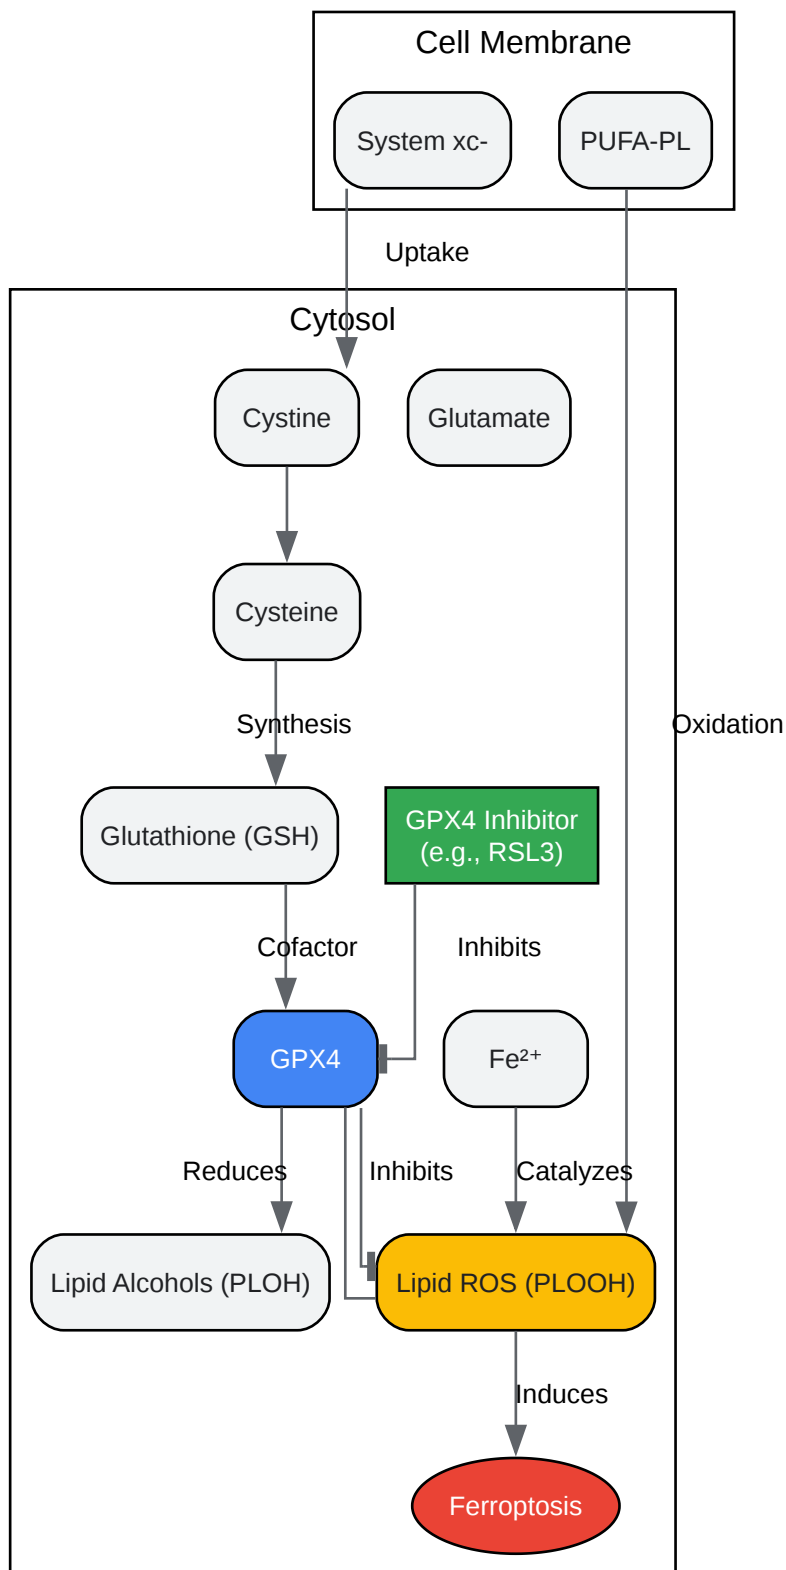 Cell Membrane
System xc-
PUFA-PL
Uptake
Cytosol
Cystine
Glutamate
Cysteine
Synthesis
Oxidation
Glutathione (GSH)
GPX4 Inhibitor
(e.g., RSL3)
Cofactor
Inhibits
GPX4
Fe²⁺
Reduces
Inhibits
Catalyzes
Lipid Alcohols (PLOH)
Lipid ROS (PLOOH)
Induces
Ferroptosis